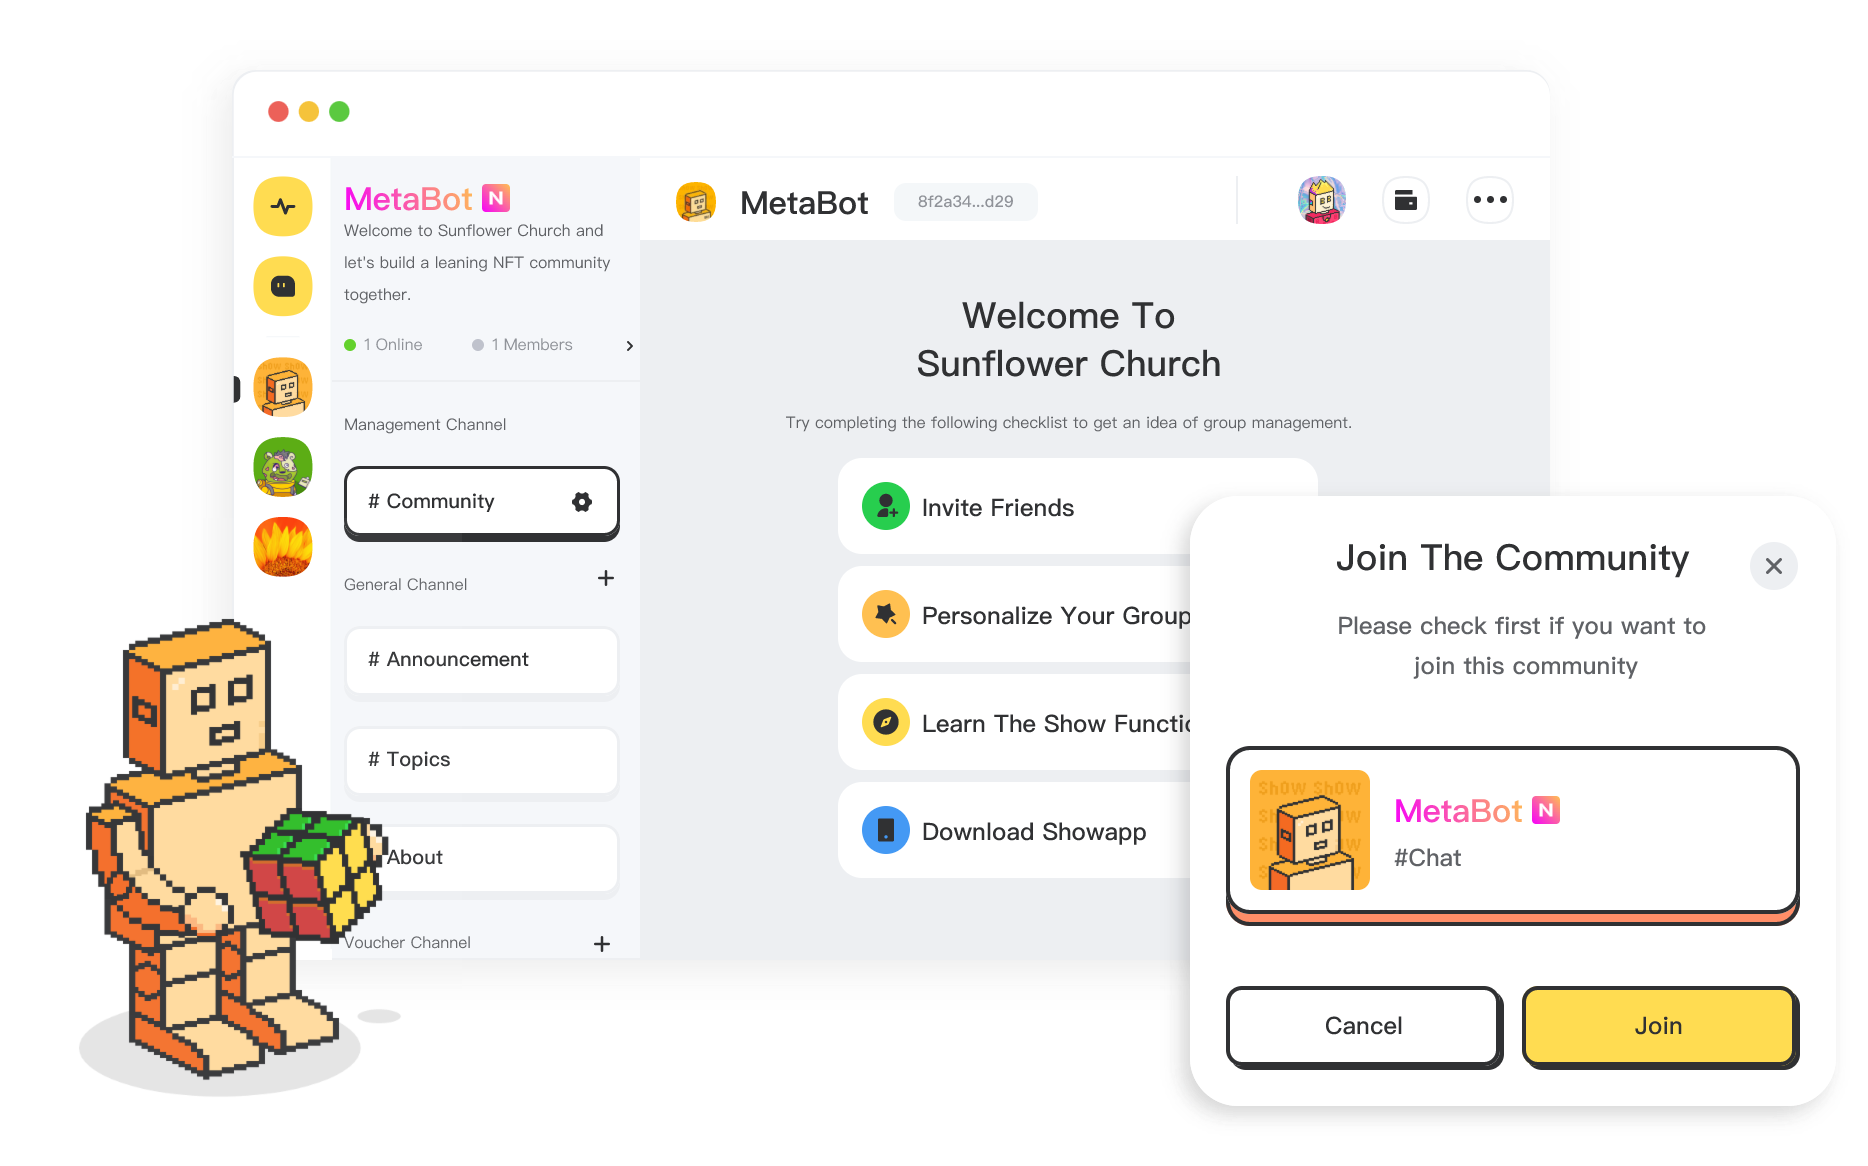 MetaBot N
Welcome to Sunflower Church and
let's build a leaning NFT community
together.
1 Online
1 Members
Management Channel
# Community
General Channel
# Announcement
# Topics
About
Voucher Channel
MetaBot
8f2a34...d29
Welcome To
Sunflower Church
Try completing the following checklist to get an idea of group management.
Invite Friends
Personalize Your Group
Learn The Show Functio
Download Showapp
Join The Community
Please check first if you want to
join this community
Sh0W Sh0W
MetaBot N
#Chat
Cancel
Join